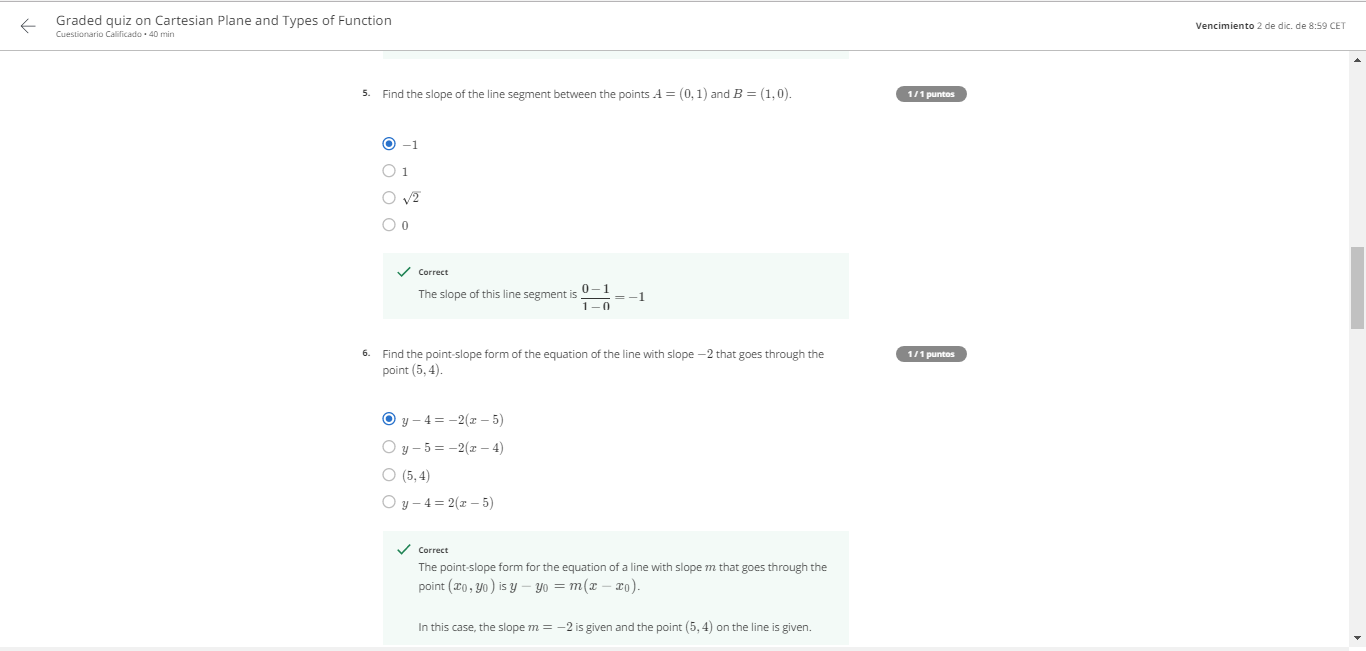 Graded quiz on Cartesian Plane and Types of Function
Cuestionario Calificado • 40 min
Vencimiento 2 de dic. de 8:59 CET
5. Find the slope of the line segment between the points A = (0, 1) and B = (1, 0).
1 / 1 puntos
−1
1
√2
0
Correct
The slope of this line segment is (0 − 1)/(1 − 0) = −1
6. Find the point-slope form of the equation of the line with slope −2 that goes through the
point (5, 4).
1 / 1 puntos
y − 4 = −2(x − 5)
y − 5 = −2(x − 4)
(5, 4)
y − 4 = 2(x − 5)
Correct
The point-slope form for the equation of a line with slope m that goes through the
point (x₀, y₀) is y − y₀ = m(x − x₀).
In this case, the slope m = −2 is given and the point (5, 4) on the line is given.